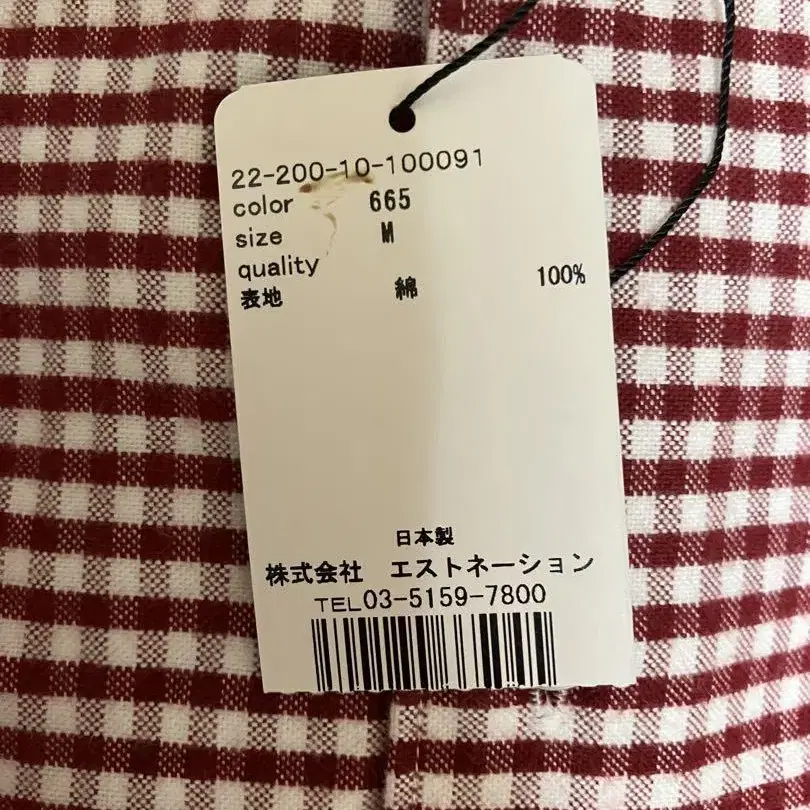 22-200-10-100091
color 665
size M
quality
表地 綿 100%
日本製
株式会社 エストネーション
TEL03-5159-7800